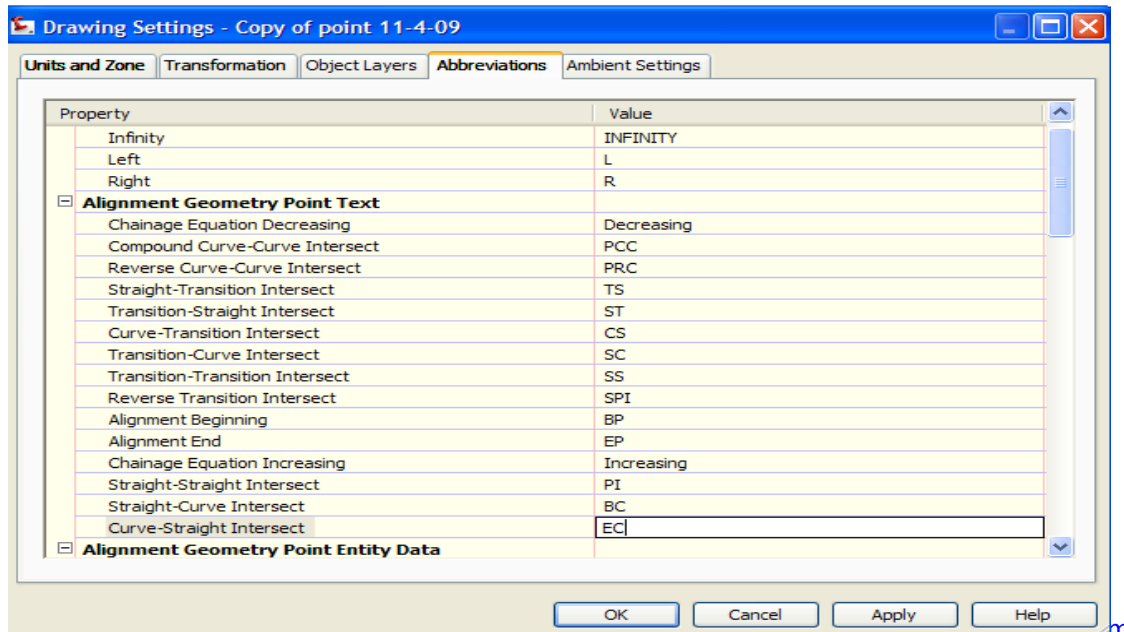 Drawing Settings - Copy of point 11-4-09
Units and Zone Transformation Object Layers Abbreviations Ambient Settings
Property Value
Infinity INFINITY
Left L
Right R
Alignment Geometry Point Text
Chainage Equation Decreasing Decreasing
Compound Curve-Curve Intersect PCC
Reverse Curve-Curve Intersect PRC
Straight-Transition Intersect TS
Transition-Straight Intersect ST
Curve-Transition Intersect CS
Transition-Curve Intersect SC
Transition-Transition Intersect SS
Reverse Transition Intersect SPI
Alignment Beginning BP
Alignment End EP
Chainage Equation Increasing Increasing
Straight-Straight Intersect PI
Straight-Curve Intersect BC
Curve-Straight Intersect EC
Alignment Geometry Point Entity Data
OK Cancel Apply Help